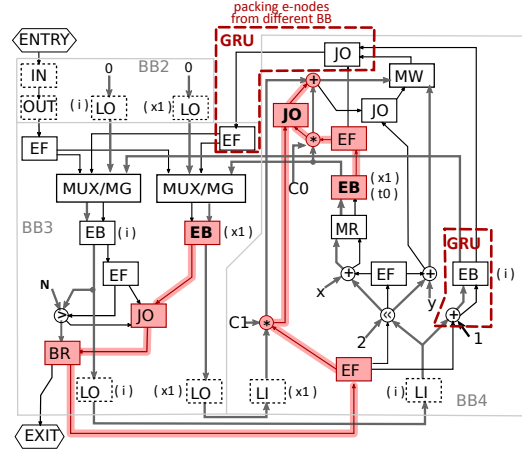 packing e-nodes
from different BB
ENTRY
GRU
JO
IN
BB2
0
0
MW
OUT
(i)
LO
(x1)
LO
+
JO
JO
EF
EF
*
EF
C0
MUX/MG
MUX/MG
EB
(x1)
(t0)
BB3
EB
(i)
EB
(x1)
MR
GRU
EF
x
+
EF
+
EB
(i)
N
y
>
JO
C1
*
<<
+
2
1
BR
EF
LO
(i)
(x1)
LO
LI
(x1)
(i)
LI
BB4
EXIT